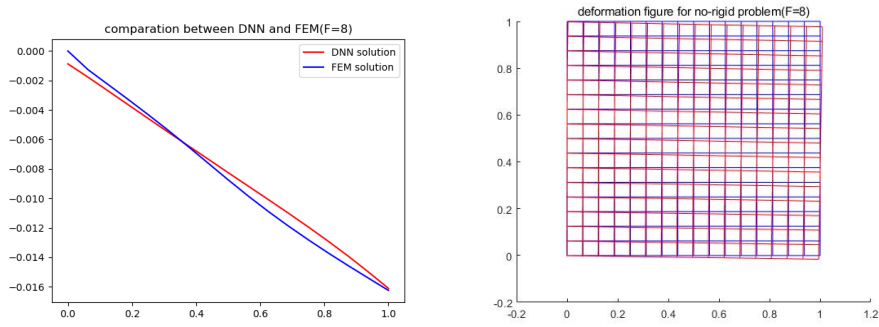 comparation between DNN and FEM(F=8)
0.000
-0.002
-0.004
-0.006
-0.008
-0.010
-0.012
-0.014
-0.016
0.0 0.2 0.4 0.6 0.8 1.0
DNN solution
FEM solution
deformation figure for no-rigid problem(F=8)
1
0.8
0.6
0.4
0.2
0
-0.2
-0.2 0 0.2 0.4 0.6 0.8 1 1.2